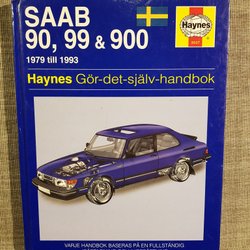 SAAB
90, 99 & 900
1979 till 1993
Haynes
Haynes Gör-det-själv-handbok
VARJE HANDBOK BASERAS PÅ EN FULLSTÄNDIG